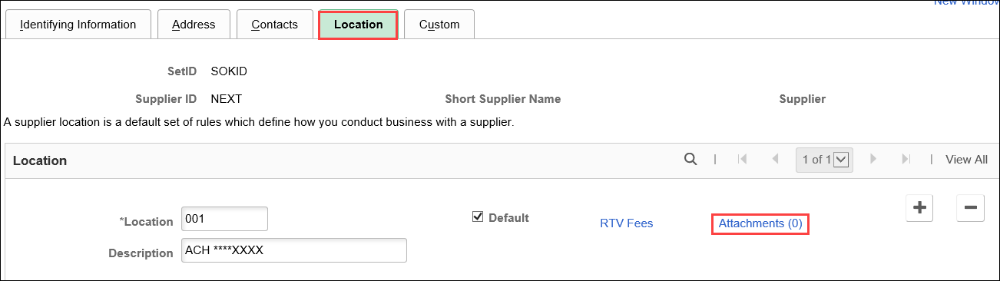 New Window
Identifying Information Address Contacts Location Custom
SetID SOKID
Supplier ID NEXT Short Supplier Name Supplier
A supplier location is a default set of rules which define how you conduct business with a supplier.
Location | 1 of 1 | View All
*Location 001 Default RTV Fees Attachments (0)
Description ACH ****XXXX